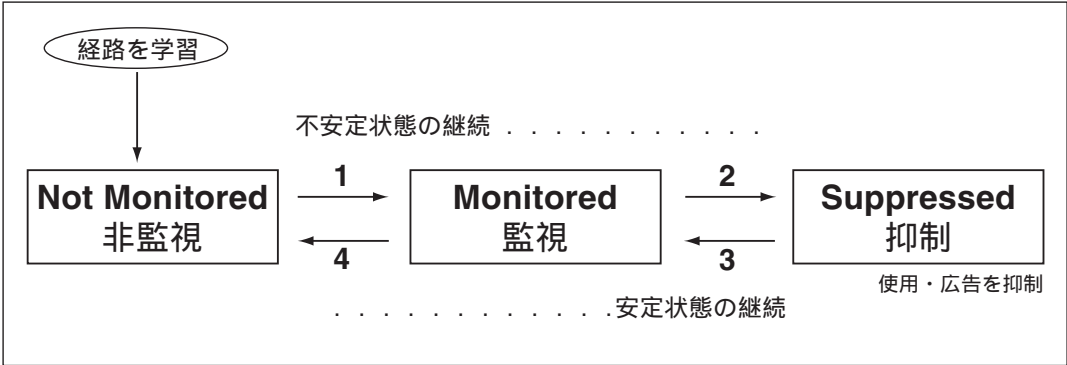 経路を学習
不安定状態の継続 . . . . . . . . . . .
1
2
Not Monitored
非監視
Monitored
監視
Suppressed
抑制
4
3
使用・広告を抑制
. . . . . . . . . . . .安定状態の継続